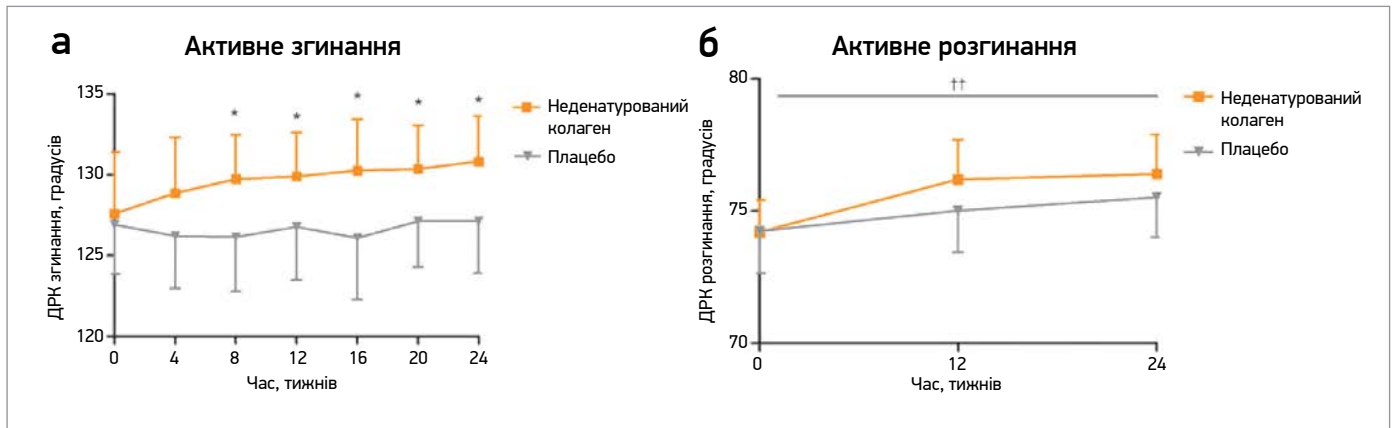 а
Активне згинання
ДРК згинання, градусів
135
130
125
120
* * * * *
0 4 8 12 16 20 24
Час, тижнів
Неденатурований
колаген
Плацебо
б
Активне розгинання
ДРК розгинання, градусів
80
75
70
††
0 12 24
Час, тижнів
Неденатурований
колаген
Плацебо